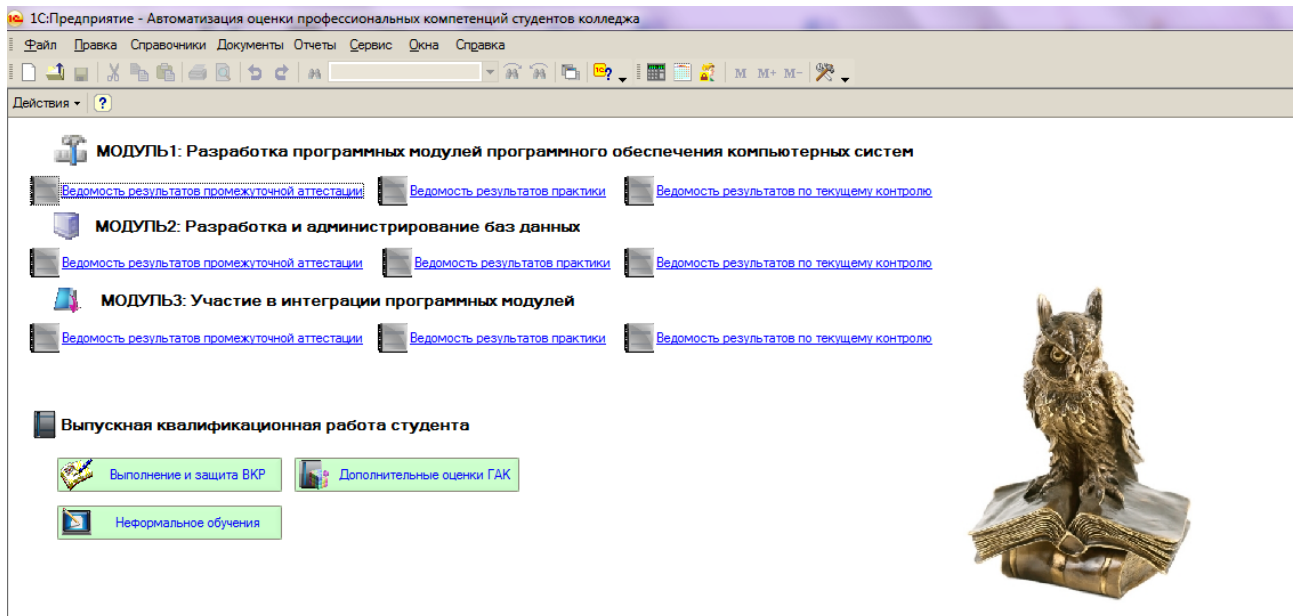 1С:Предприятие - Автоматизация оценки профессиональных компетенций студентов колледжа
Файл Правка Справочники Документы Отчеты Сервис Окна Справка
M M+ M-
Действия
МОДУЛЬ1: Разработка программных модулей программного обеспечения компьютерных систем
Ведомость результатов промежуточной аттестации Ведомость результатов практики Ведомость результатов по текущему контролю
МОДУЛЬ2: Разработка и администрирование баз данных
Ведомость результатов промежуточной аттестации Ведомость результатов практики Ведомость результатов по текущему контролю
МОДУЛЬ3: Участие в интеграции программных модулей
Ведомость результатов промежуточной аттестации Ведомость результатов практики Ведомость результатов по текущему контролю
Выпускная квалификационная работа студента
Выполнение и защита ВКР Дополнительные оценки ГАК
Неформальное обучения